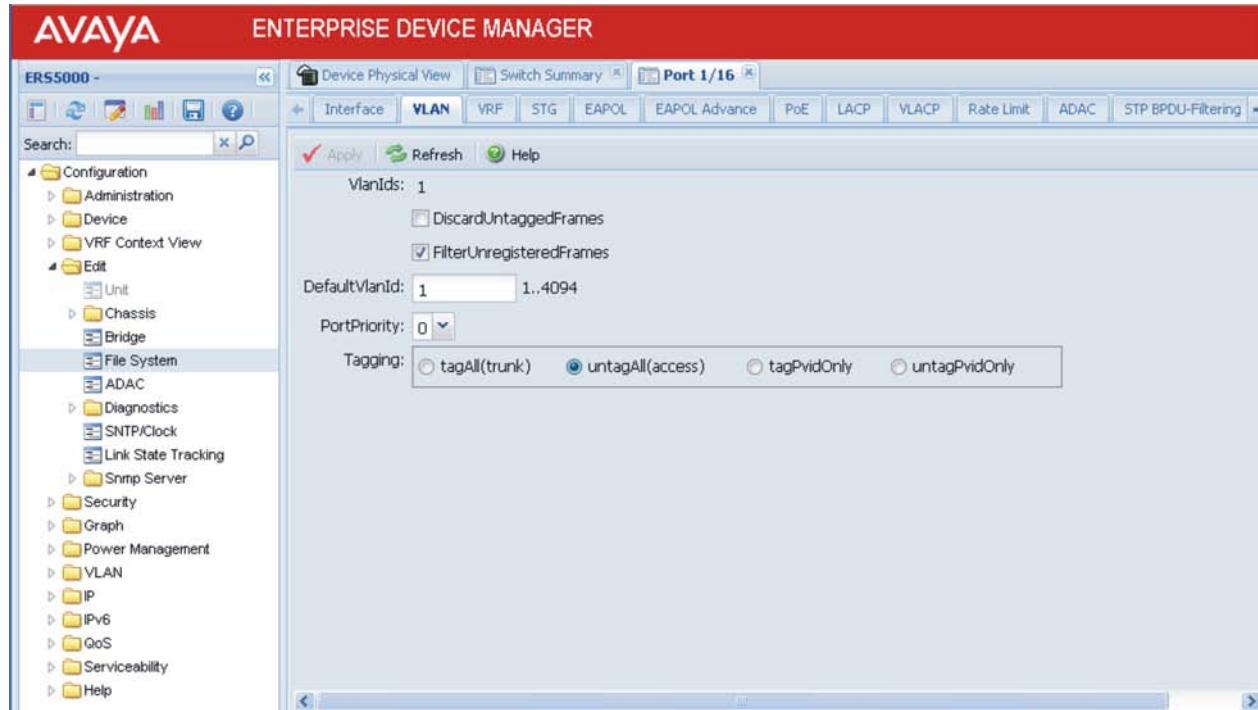 AVAYA ENTERPRISE DEVICE MANAGER
ERS5000 -
Device Physical View Switch Summary Port 1/16
Interface VLAN VRF STG EAPOL EAPOL Advance PoE LACP VLACP Rate Limit ADAC STP BPDU-Filtering
Search:
Apply Refresh Help
Configuration
Administration
Device
VRF Context View
Edit
Unit
Chassis
Bridge
File System
ADAC
Diagnostics
SNTP/Clock
Link State Tracking
Snmp Server
Security
Graph
Power Management
VLAN
IP
IPv6
QoS
Serviceability
Help
VlanIds: 1
DiscardUntaggedFrames
FilterUnregisteredFrames
DefaultVlanId: 1 1..4094
PortPriority: 0
Tagging: tagAll(trunk) untagAll(access) tagPvidOnly untagPvidOnly